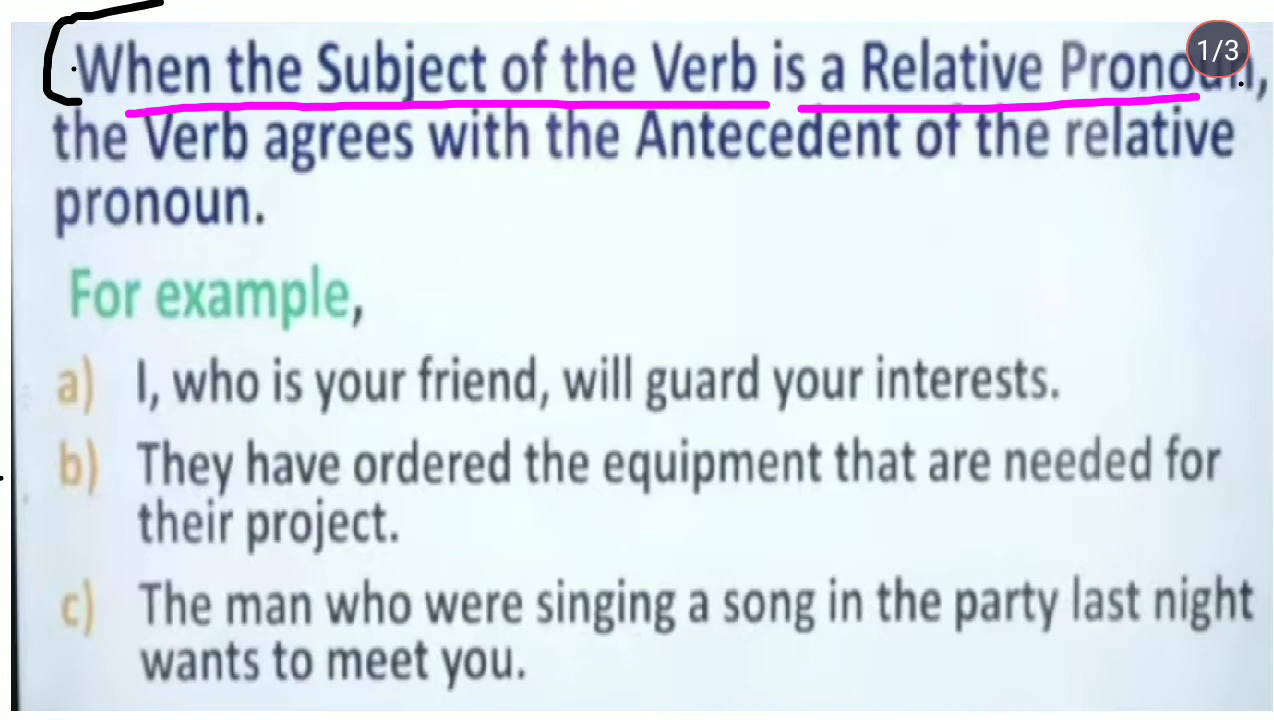 When the Subject of the Verb is a Relative Pronoun,
1/3
the Verb agrees with the Antecedent of the relative
pronoun.
For example,
a) I, who is your friend, will guard your interests.
b) They have ordered the equipment that are needed for
their project.
c) The man who were singing a song in the party last night
wants to meet you.